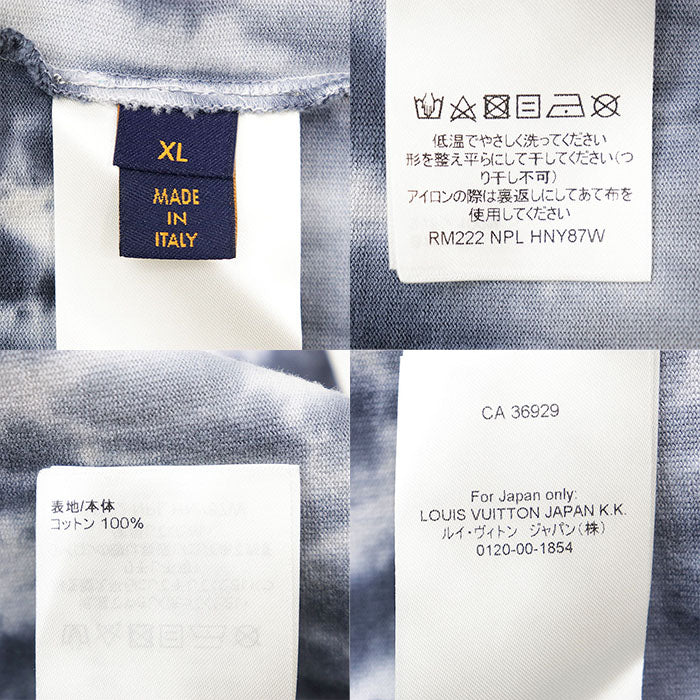 XL
MADE
IN
ITALY
低温でやさしく洗ってください
形を整え平らにして干してください(つ
り干し不可)
アイロンの際は裏返しにしてあて布を
使用してください
RM222 NPL HNY87W
表地/本体
コットン 100%
CA 36929
For Japan only:
LOUIS VUITTON JAPAN K.K.
ルイ・ヴィトン ジャパン(株)
0120-00-1854